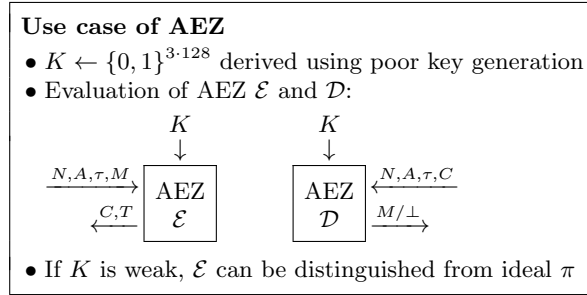 Use case of AEZ
• K ← {0, 1}^{3·128} derived using poor key generation
• Evaluation of AEZ ℰ and 𝒟:
K K
↓ ↓
N,A,τ,M → AEZ AEZ ← N,A,τ,C
C,T ← ℰ 𝒟 → M/⊥
• If K is weak, ℰ can be distinguished from ideal π